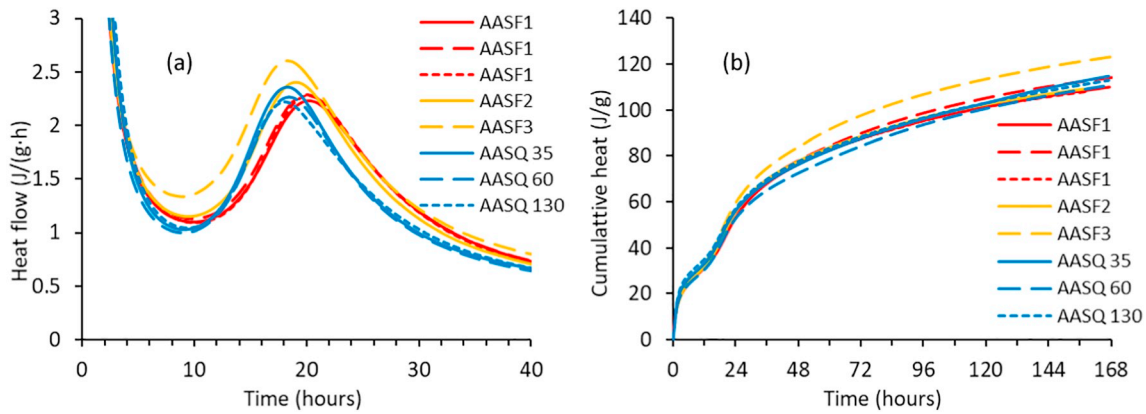 3
2.5
2
1.5
1
0.5
0
Heat flow (J/(g·h)
(a)
AASF1
AASF1
AASF1
AASF2
AASF3
AASQ 35
AASQ 60
AASQ 130
0
10
20
30
40
Time (hours)
140
120
100
80
60
40
20
0
Cumulattive heat (J/g)
(b)
AASF1
AASF1
AASF1
AASF2
AASF3
AASQ 35
AASQ 60
AASQ 130
0
24
48
72
96
120
144
168
Time (hours)